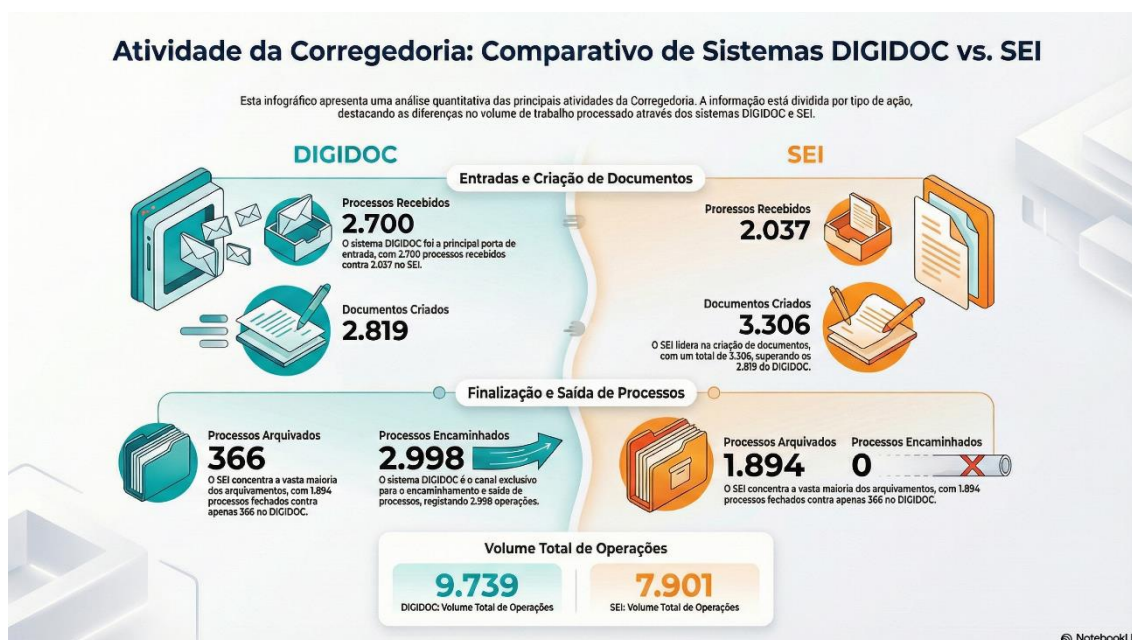 Atividade da Corregedoria: Comparativo de Sistemas DIGIDOC vs. SEI
Esta infográfico apresenta uma análise quantitativa das principais atividades da Corregedoria. A informação está dividida por tipo de ação,
destacando as diferenças no volume de trabalho processado através dos sistemas DIGIDOC e SEI.
DIGIDOC
SEI
Entradas e Criação de Documentos
Processos Recebidos
2.700
O sistema DIGIDOC foi a principal porta de
entrada, com 2.700 processos recebidos
contra 2.037 no SEI.
Proressos Recebidos
2.037
Documentos Criados
2.819
Documentos Criados
3.306
O SEI lidera na criação de documentos,
com um total de 3.306, superando os
2.819 do DIGIDOC.
Finalização e Saída de Processos
Processos Arquivados
366
O SEI concentra a vasta maioria
dos arquivamentos, com 1.894
processos fechados contra
apenas 366 no DIGIDOC.
Processos Encaminhados
2.998
O sistema DIGIDOC é o canal exclusivo
para o encaminhamento e saída de
processos, registando 2.998 operações.
Processos Arquivados
1.894
Processos Encaminhados
0
O SEI concentra a vasta maioria dos arquivamentos, com 1.894
processos fechados contra apenas 366 no DIGIDOC.
Volume Total de Operações
9.739
DIGIDOC: Volume Total de Operações
7.901
SEI: Volume Total de Operações